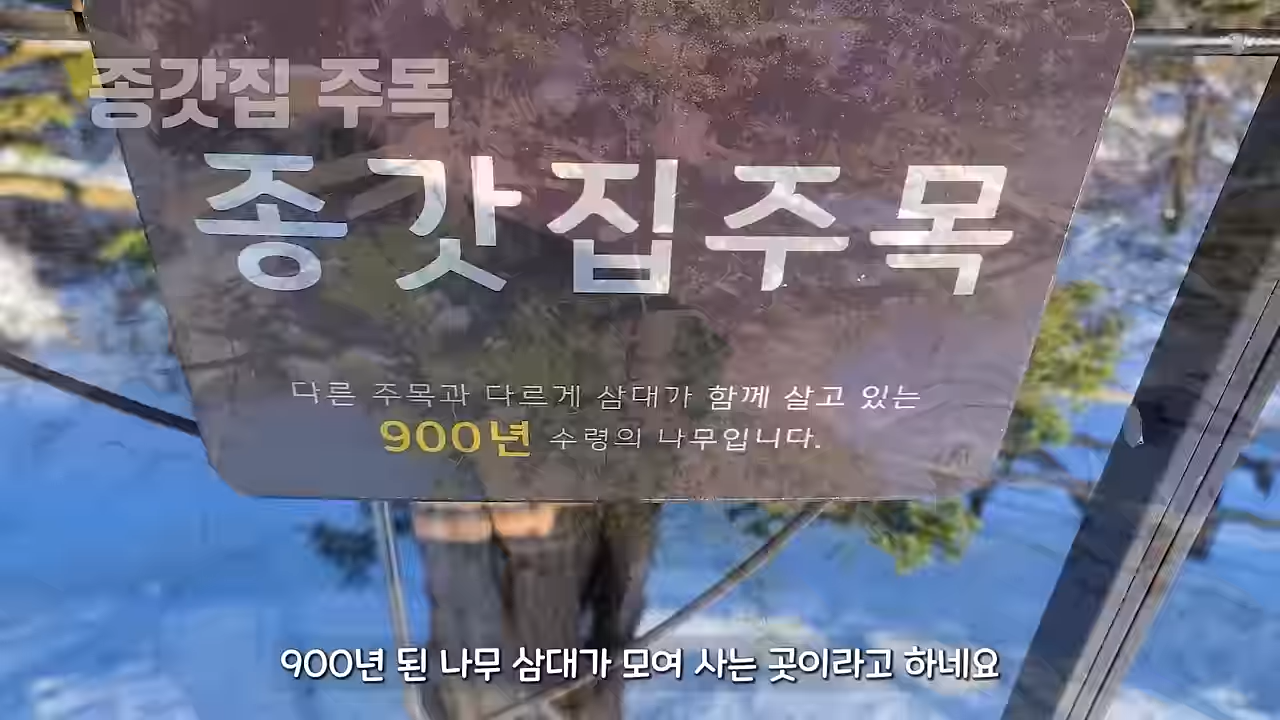 종갓집 주목
종갓집주목
다른 주목과 다르게 삼대가 함께 살고 있는
900년 수령의 나무입니다.
900년 된 나무 삼대가 모여 사는 곳이라고 하네요